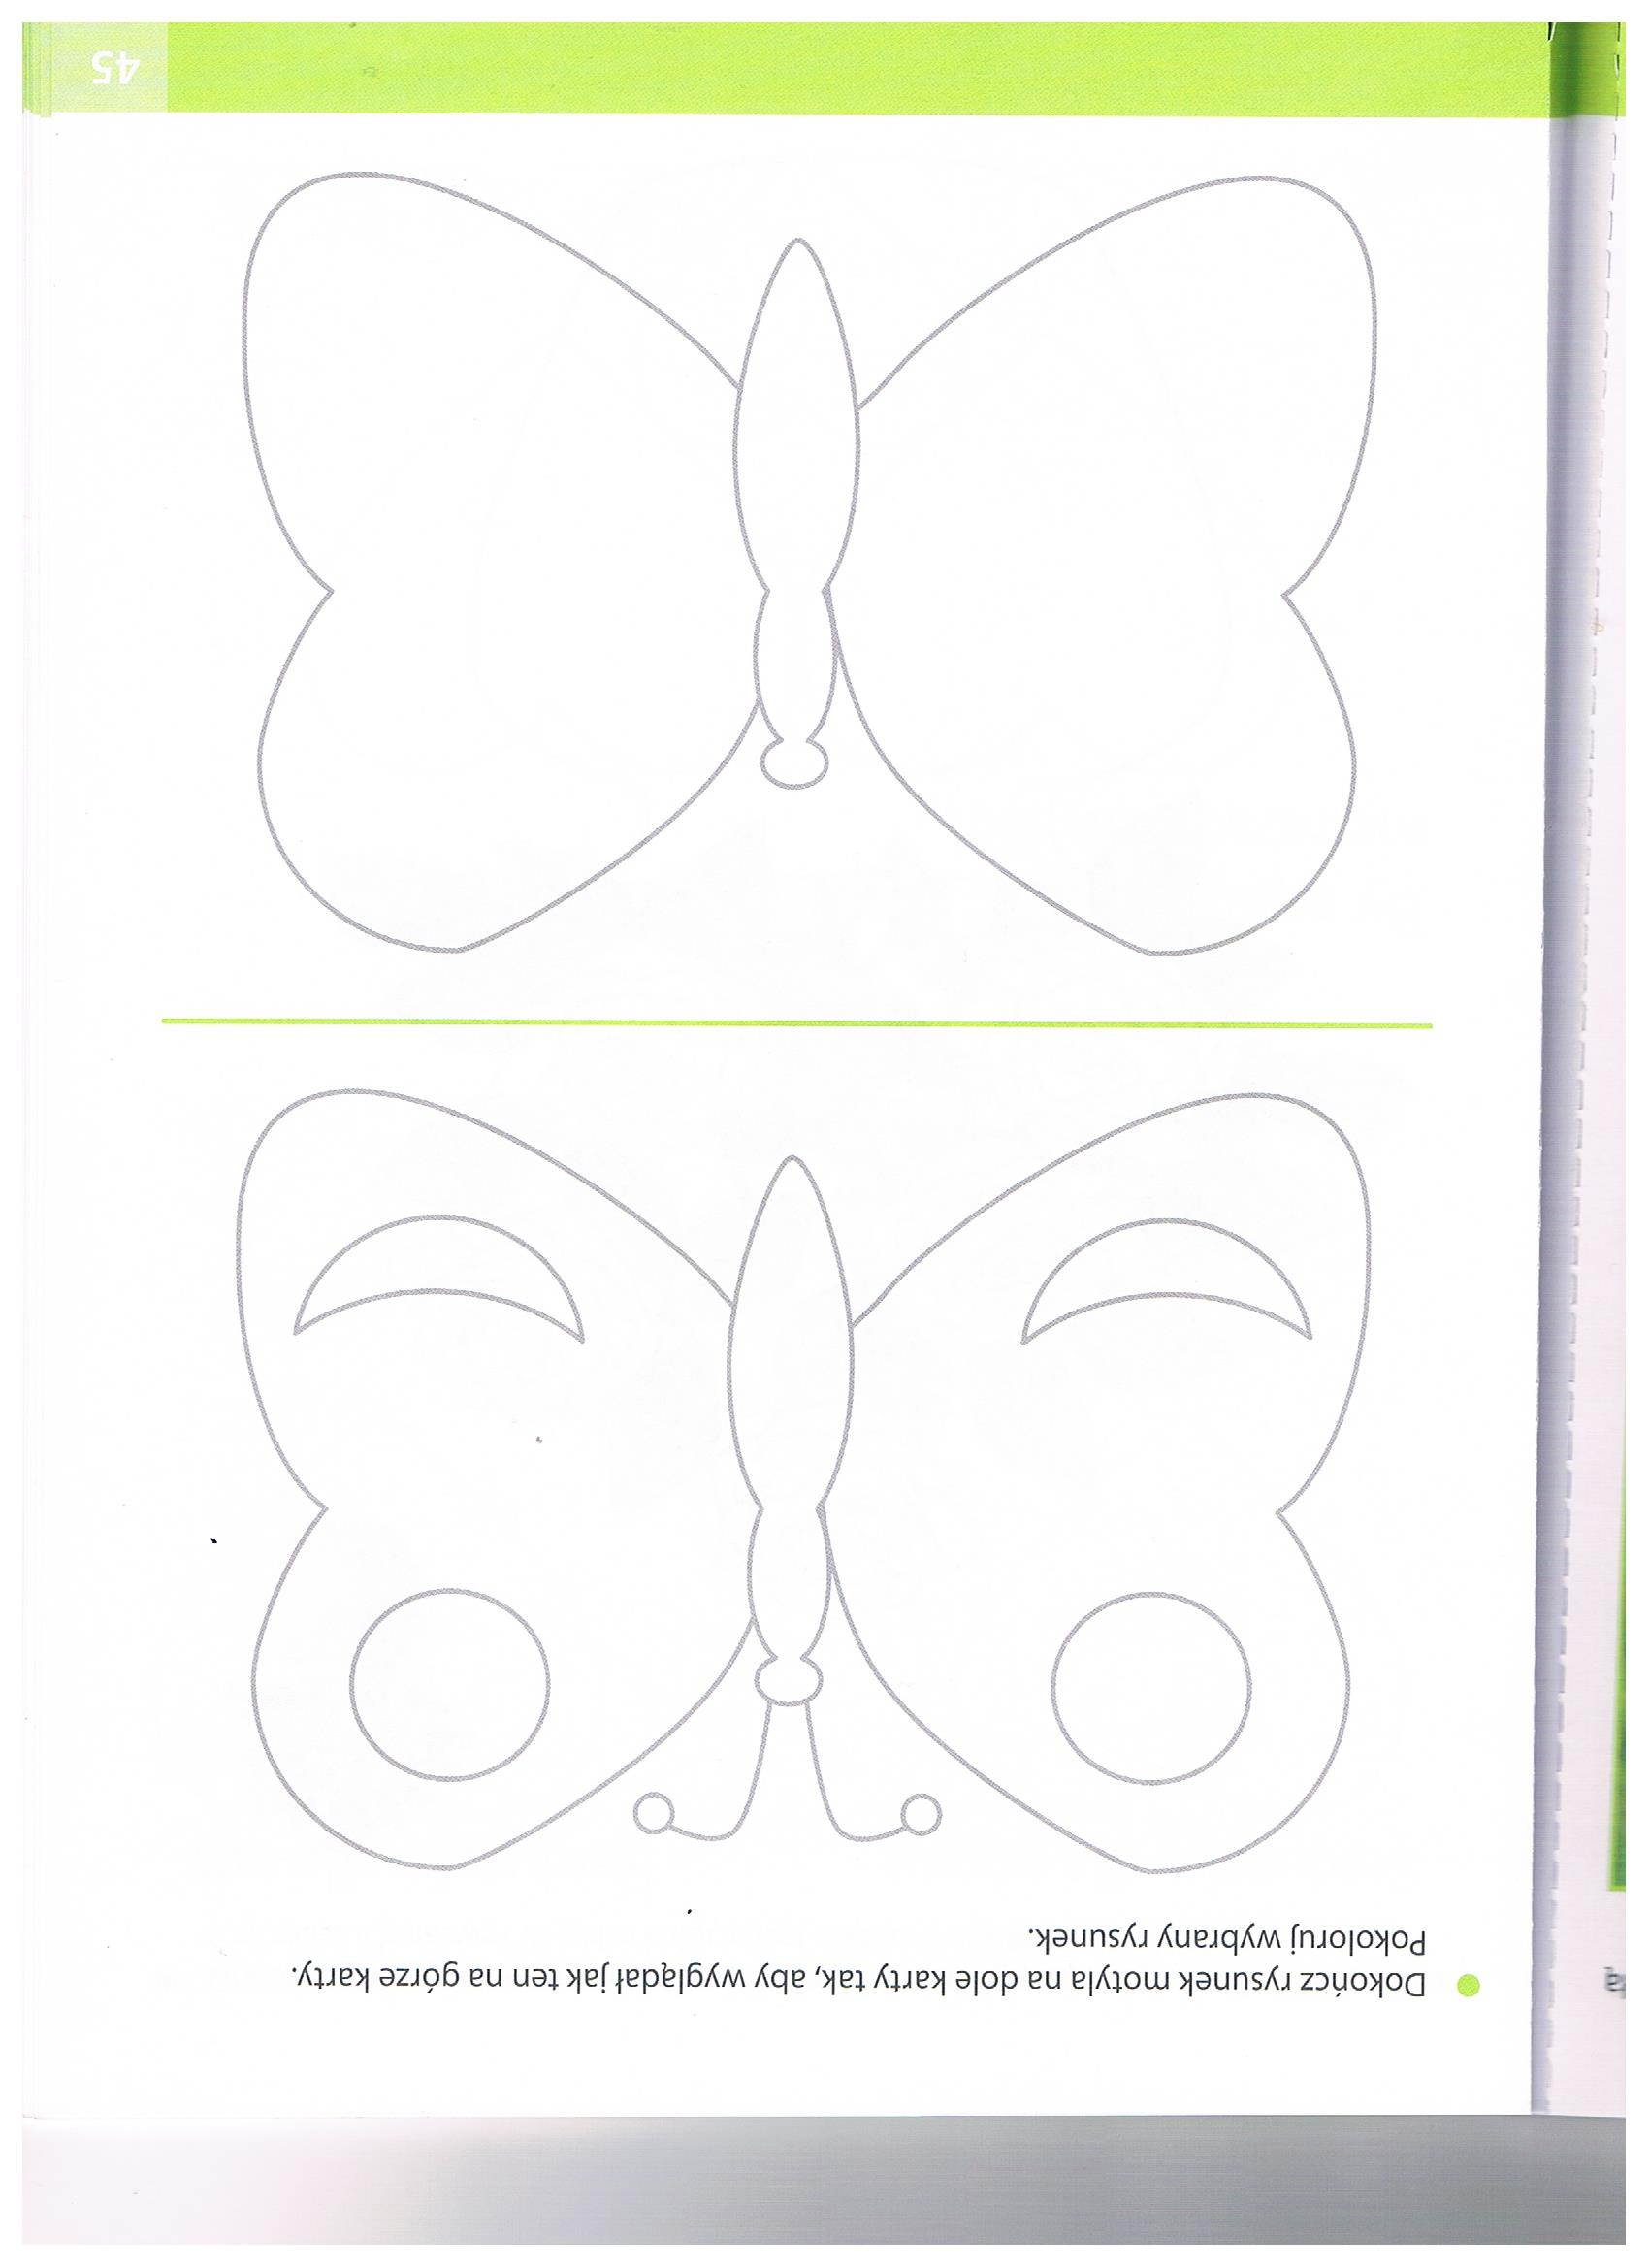 Dokończ rysunek motyla na dole karty tak, aby wyglądał jak ten na górze karty.
Pokoloruj wybrany rysunek.
45